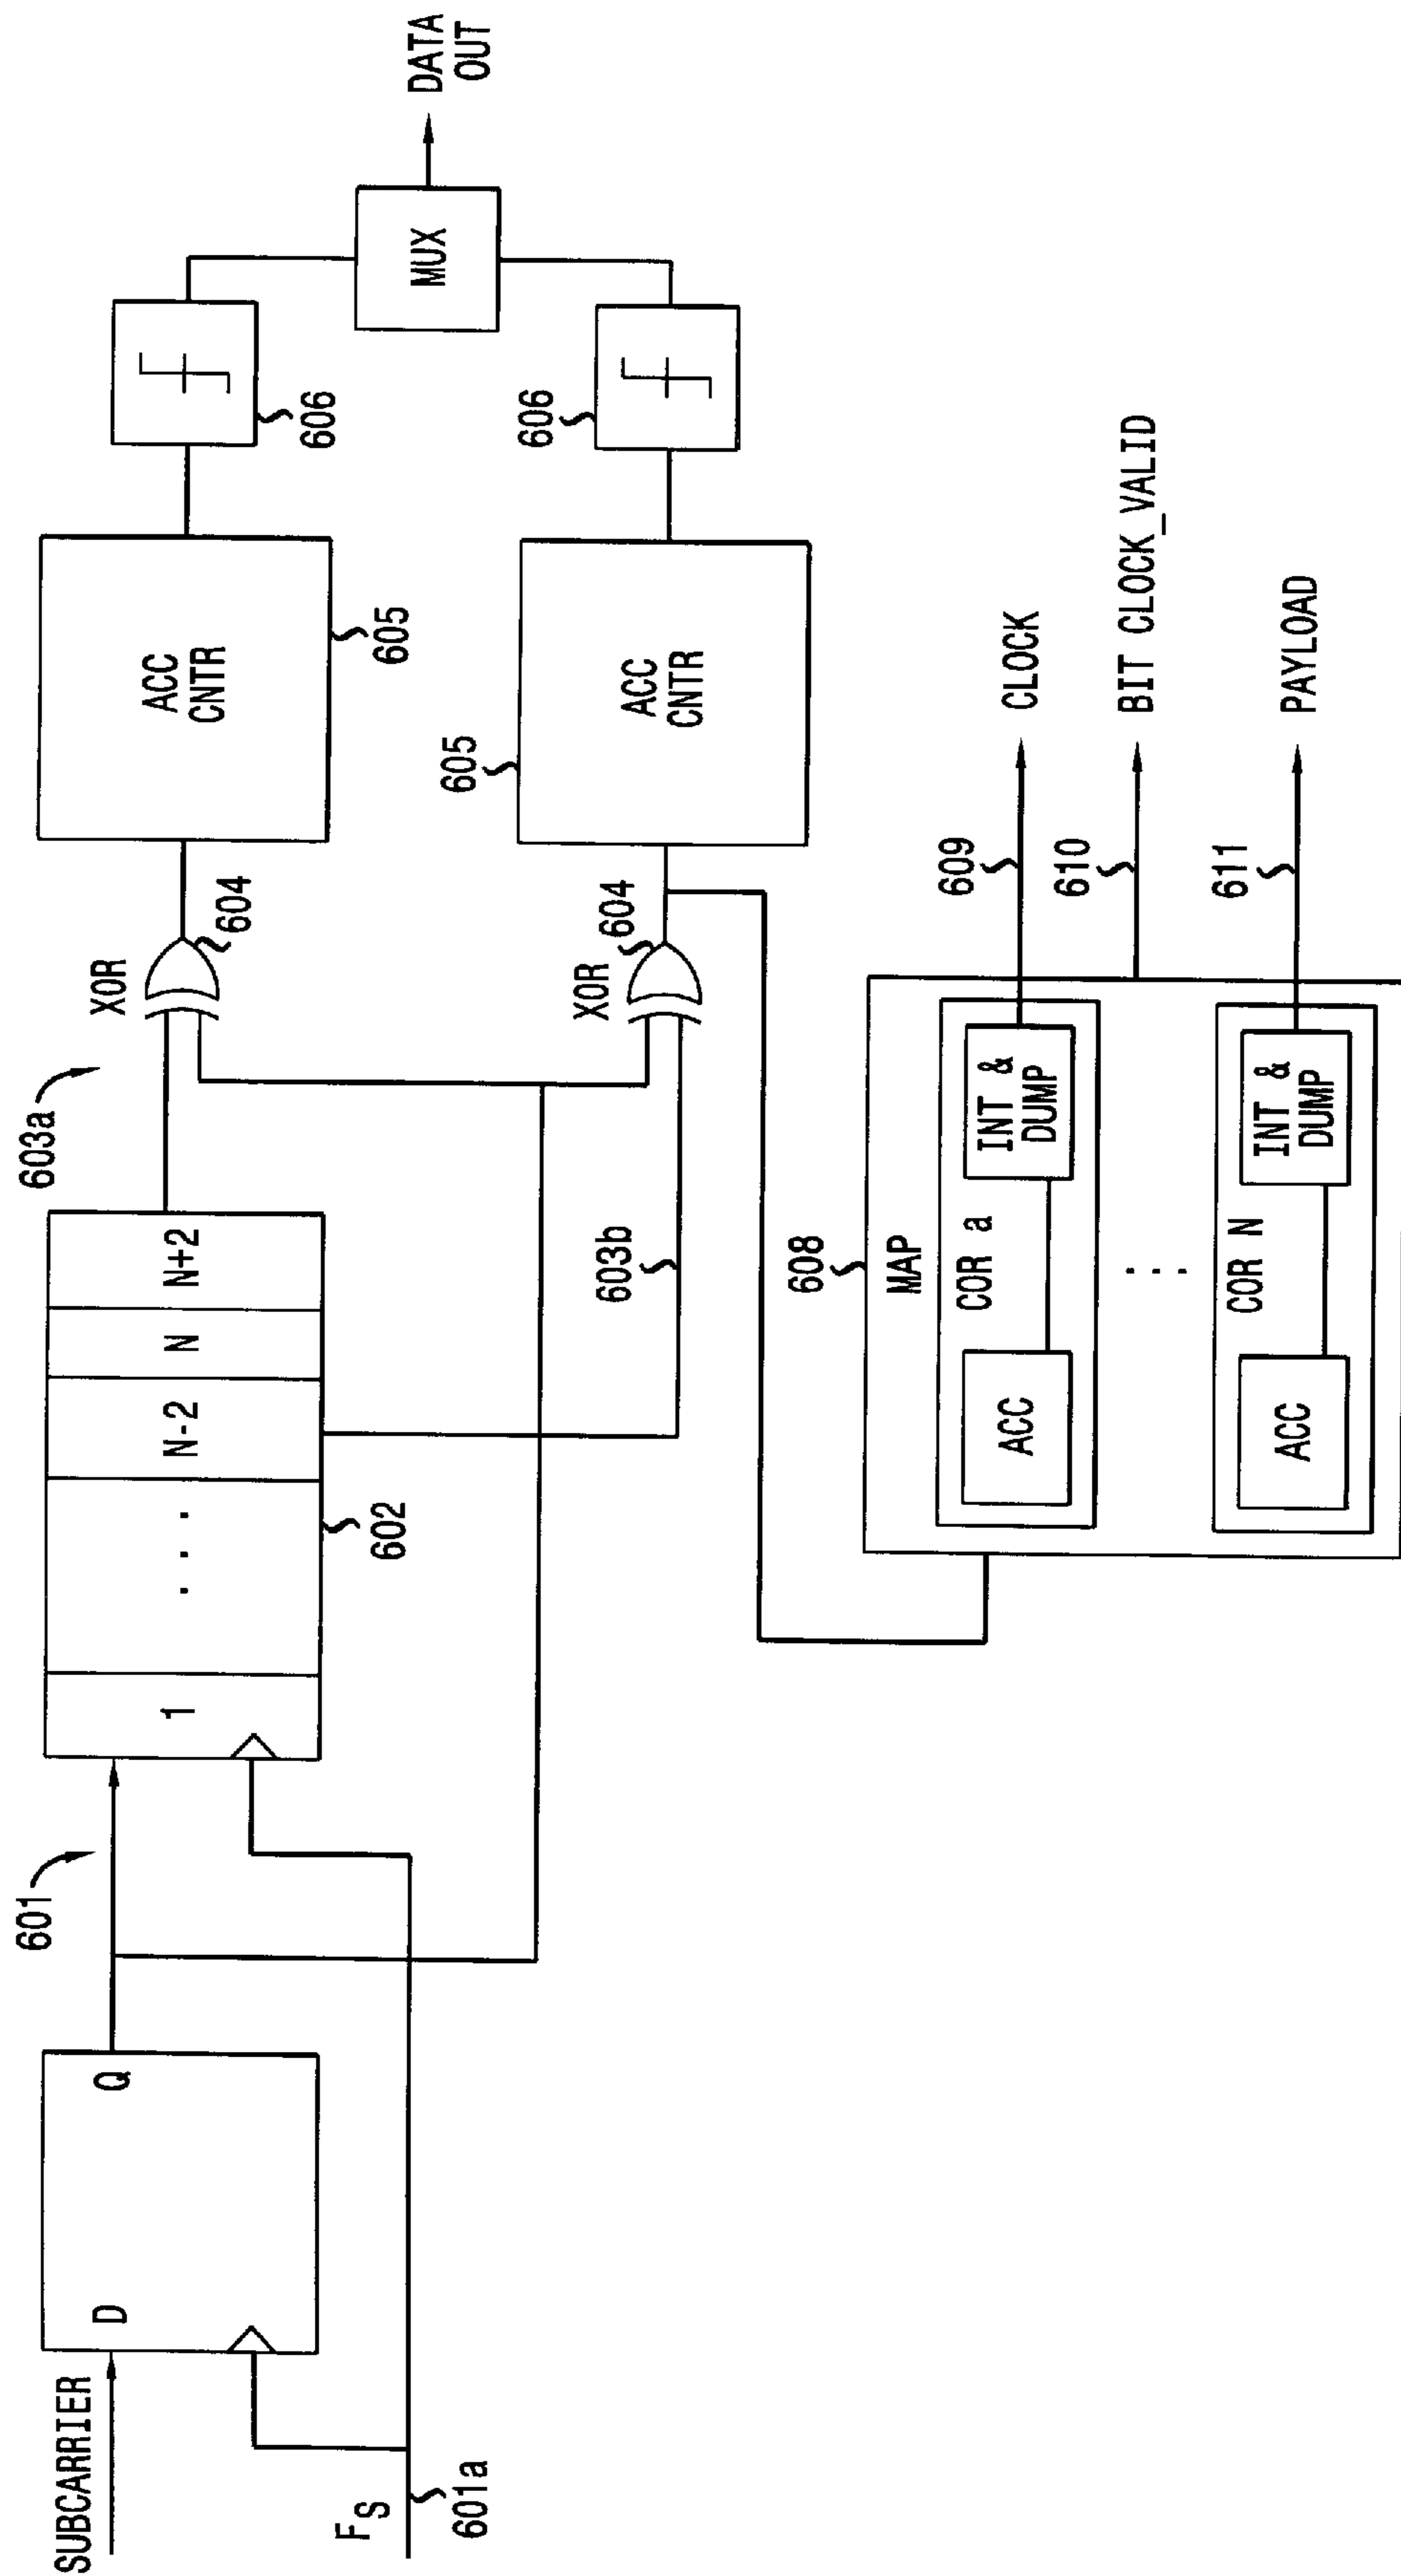 SUBCARRIER
D
Q
F_S
601a
601
1
. . .
N-2
N
N+2
602
603a
603b
XOR
604
XOR
604
ACC
CNTR
605
ACC
CNTR
605
606
606
MUX
DATA
OUT
608
MAP
COR a
ACC
INT &
DUMP
. . .
COR N
ACC
INT &
DUMP
609
CLOCK
610
BIT CLOCK_VALID
611
PAYLOAD